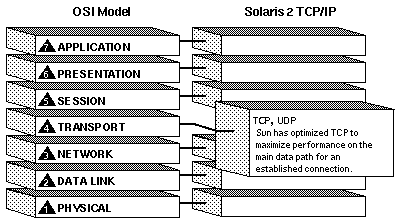 OSI Model
Solaris 2 TCP/IP
7 APPLICATION
6 PRESENTATION
5 SESSION
4 TRANSPORT
3 NETWORK
2 DATA LINK
1 PHYSICAL
TCP, UDP
Sun has optimized TCP to
maximize performance on the
main data path for an
established connection.